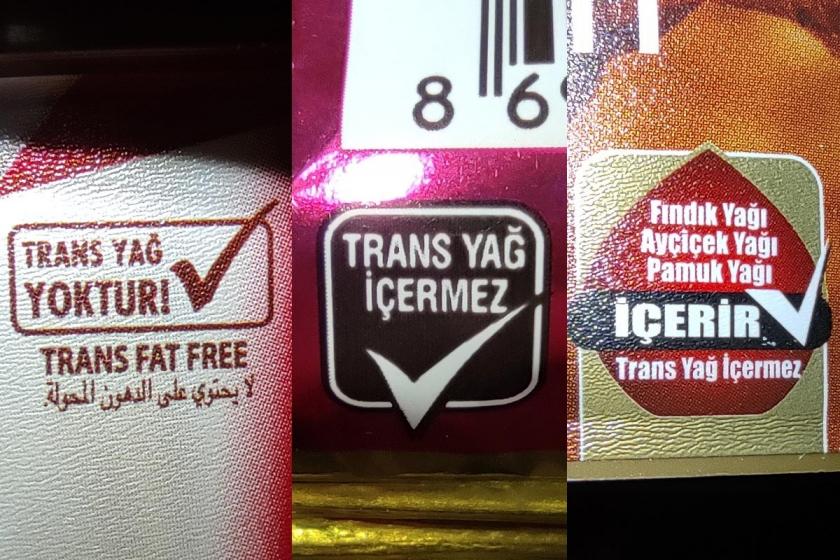 TRANS YAĞ
YOKTUR!
TRANS FAT FREE
لا يحتوي على الدهون المحولة.
8 69
TRANS YAĞ
İÇERMEZ
Fındık Yağı
Ayçiçek Yağı
Pamuk Yağı
İÇERİR
Trans Yağ İçermez